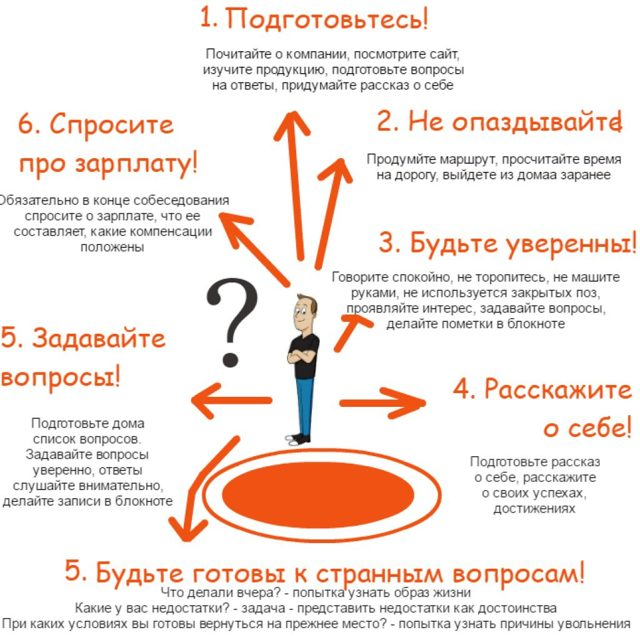 1. Подготовьтесь!
Почитайте о компании, посмотрите сайт,
изучите продукцию, подготовьте вопросы
на ответы, придумайте рассказ о себе
2. Не опаздывайте!
Продумйте маршрут, просчитайте время
на дорогу, выйдете из домаа заранее
3. Будьте уверенны!
Говорите спокойно, не торопитесь, не машите
руками, не используется закрытых поз,
проявляйте интерес, задавайте вопросы,
делайте пометки в блокноте
4. Расскажите
о себе!
Подготовьте рассказ
о себе, расскажите
о своих успехах,
достижениях
5. Будьте готовы к странным вопросам!
Что делали вчера? - попытка узнать образ жизни
Какие у вас недостатки? - задача - представить недостатки как достоинства
При каких условиях вы готовы вернуться на прежнее место? - попытка узнать причины увольнения
5. Задавайте
вопросы!
Подготовьте дома
список вопросов.
Задавайте вопросы
уверенно, ответы
слушайте внимательно,
делайте записи в блокноте
6. Спросите
про зарплату!
Обязательно в конце собеседования
спросите о зарплате, что ее
составляет, какие компенсации
положены
?